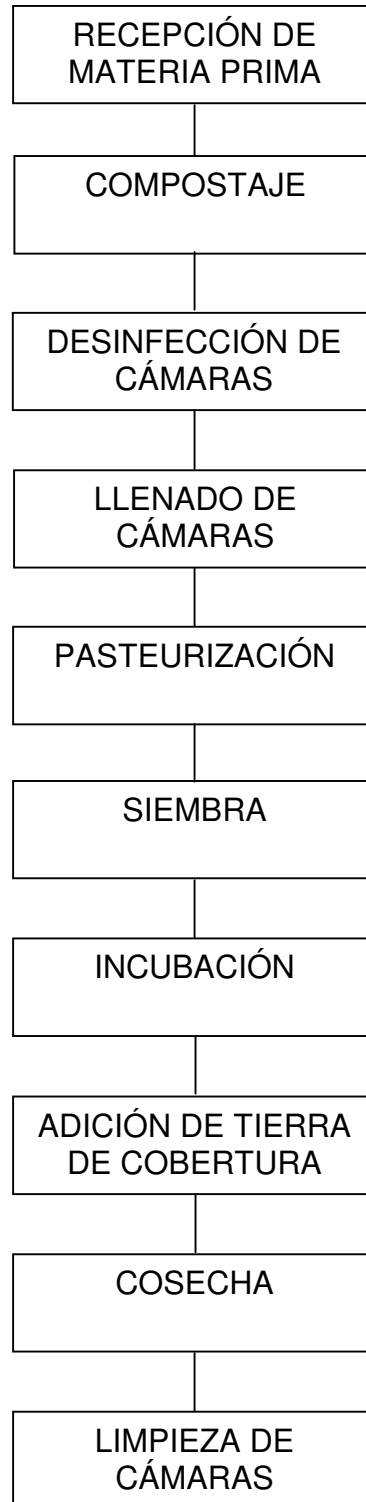 RECEPCIÓN DE
MATERIA PRIMA
COMPOSTAJE
DESINFECCIÓN DE
CÁMARAS
LLENADO DE
CÁMARAS
PASTEURIZACIÓN
SIEMBRA
INCUBACIÓN
ADICIÓN DE TIERRA
DE COBERTURA
COSECHA
LIMPIEZA DE
CÁMARAS